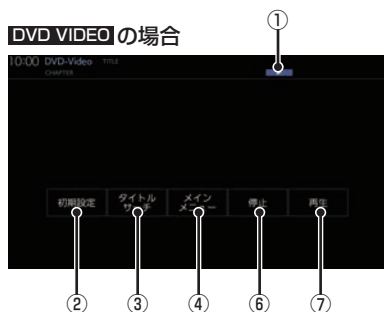 DVD VIDEO の場合
①
10:00 DVD-Video TITLE
CHAPTER
初期設定 タイトル サーチ メイン メニュー 停止 再生
② ③ ④ ⑥ ⑦